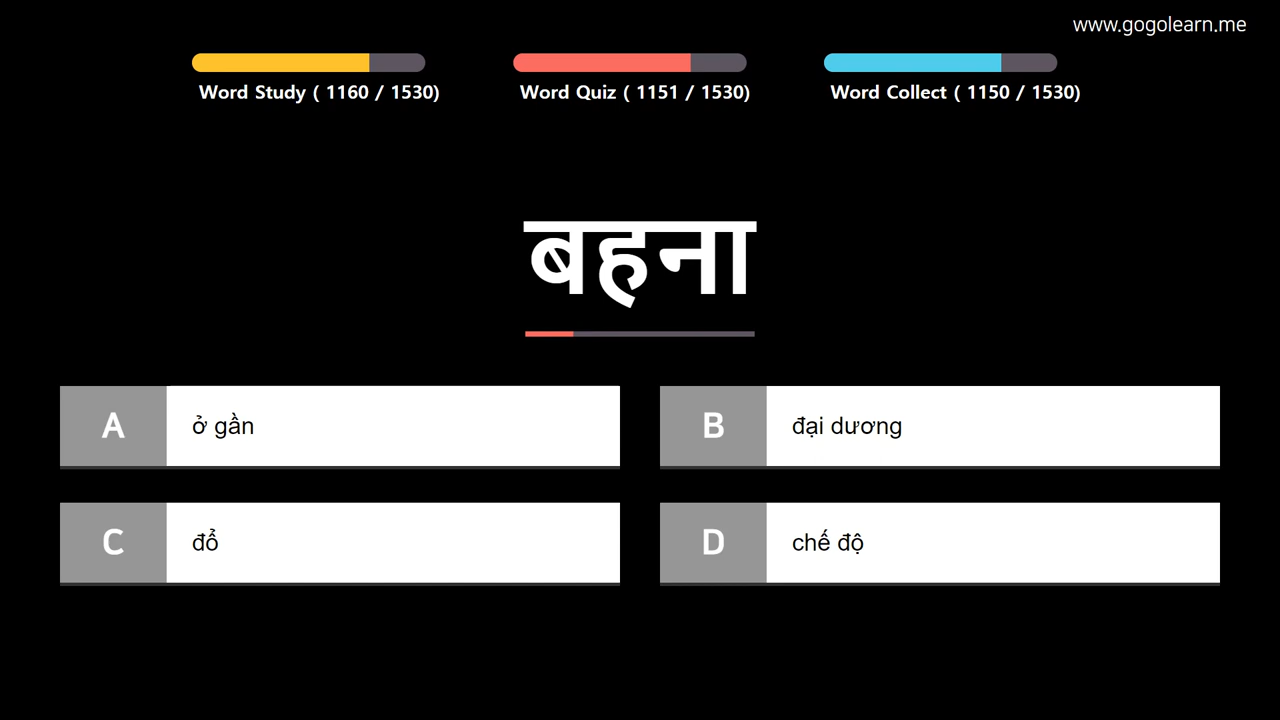 www.gogolearn.me
Word Study ( 1160 / 1530)
Word Quiz ( 1151 / 1530)
Word Collect ( 1150 / 1530)
बहना
A ở gần
B đại dương
C đổ
D chế độ